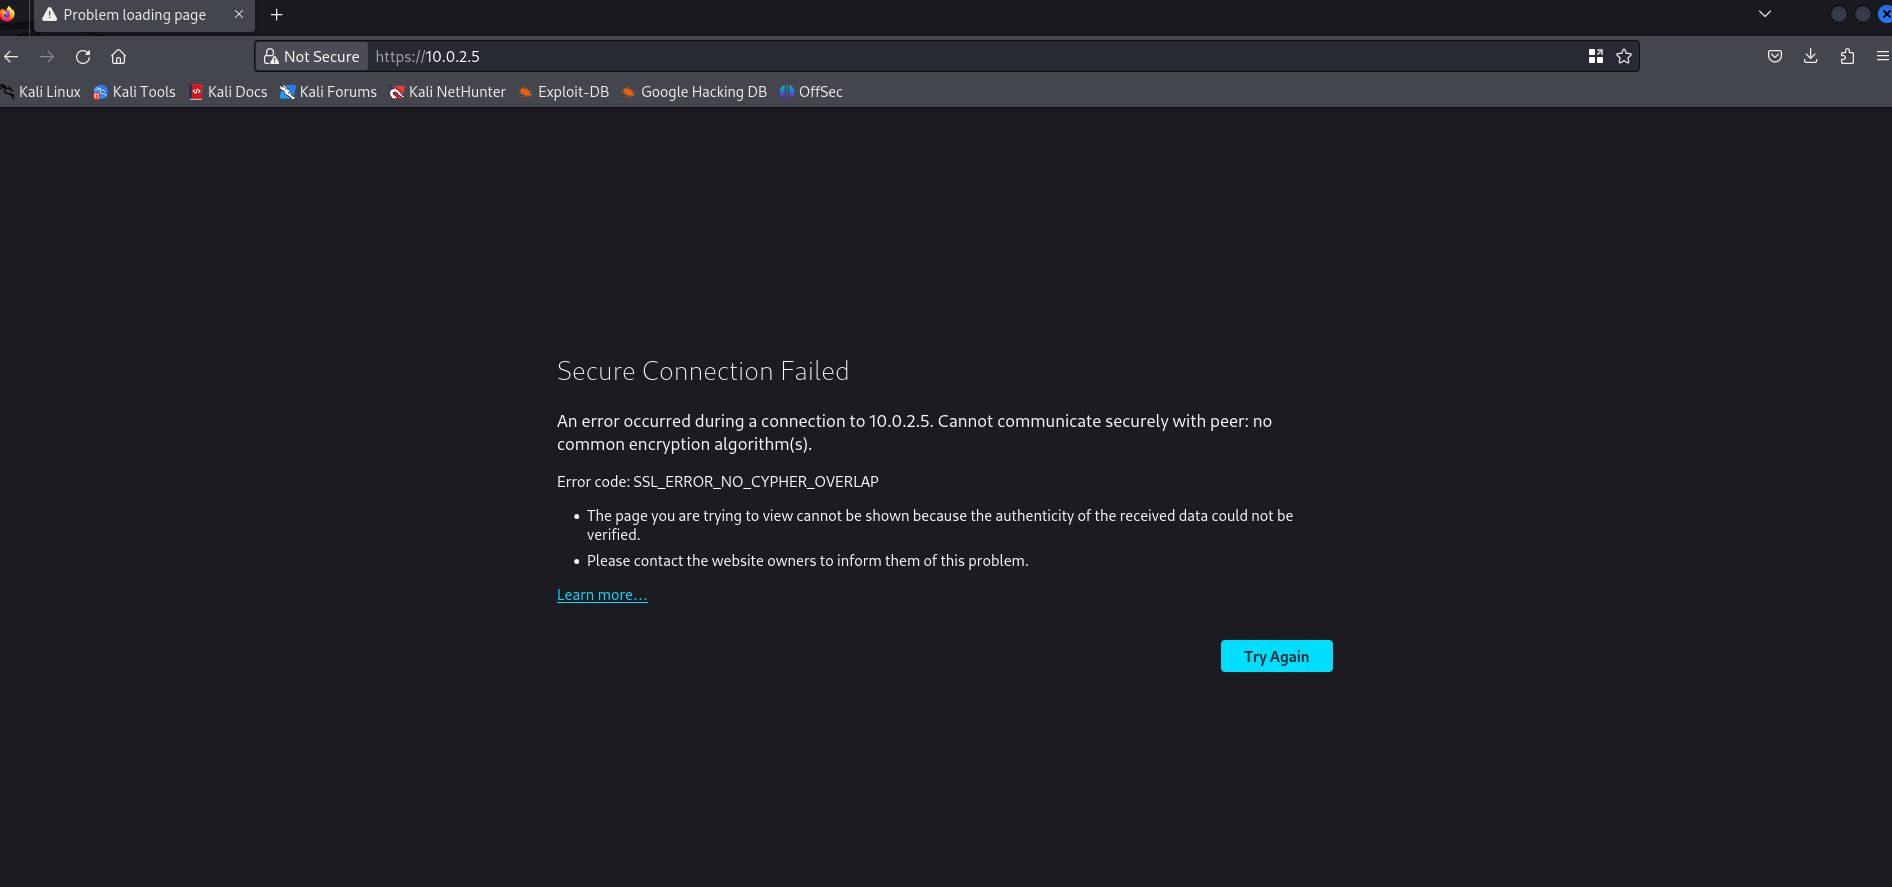 Problem loading page
Not Secure https://10.0.2.5
Kali Linux Kali Tools Kali Docs Kali Forums Kali NetHunter Exploit-DB Google Hacking DB OffSec
Secure Connection Failed
An error occurred during a connection to 10.0.2.5. Cannot communicate securely with peer: no
common encryption algorithm(s).
Error code: SSL_ERROR_NO_CYPHER_OVERLAP
• The page you are trying to view cannot be shown because the authenticity of the received data could not be
verified.
• Please contact the website owners to inform them of this problem.
Learn more…
Try Again